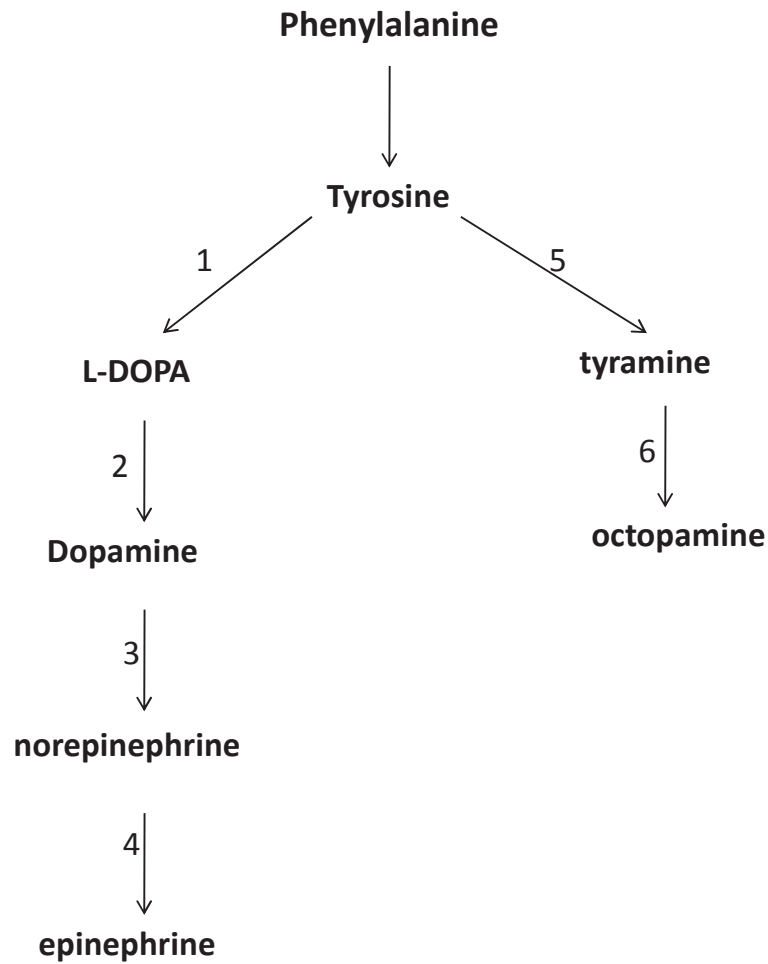 Phenylalanine
Tyrosine
1
5
L-DOPA
tyramine
2
6
Dopamine
octopamine
3
norepinephrine
4
epinephrine